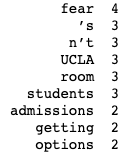 fear 4
's 3
n't 3
UCLA 3
room 3
students 3
admissions 2
getting 2
options 2